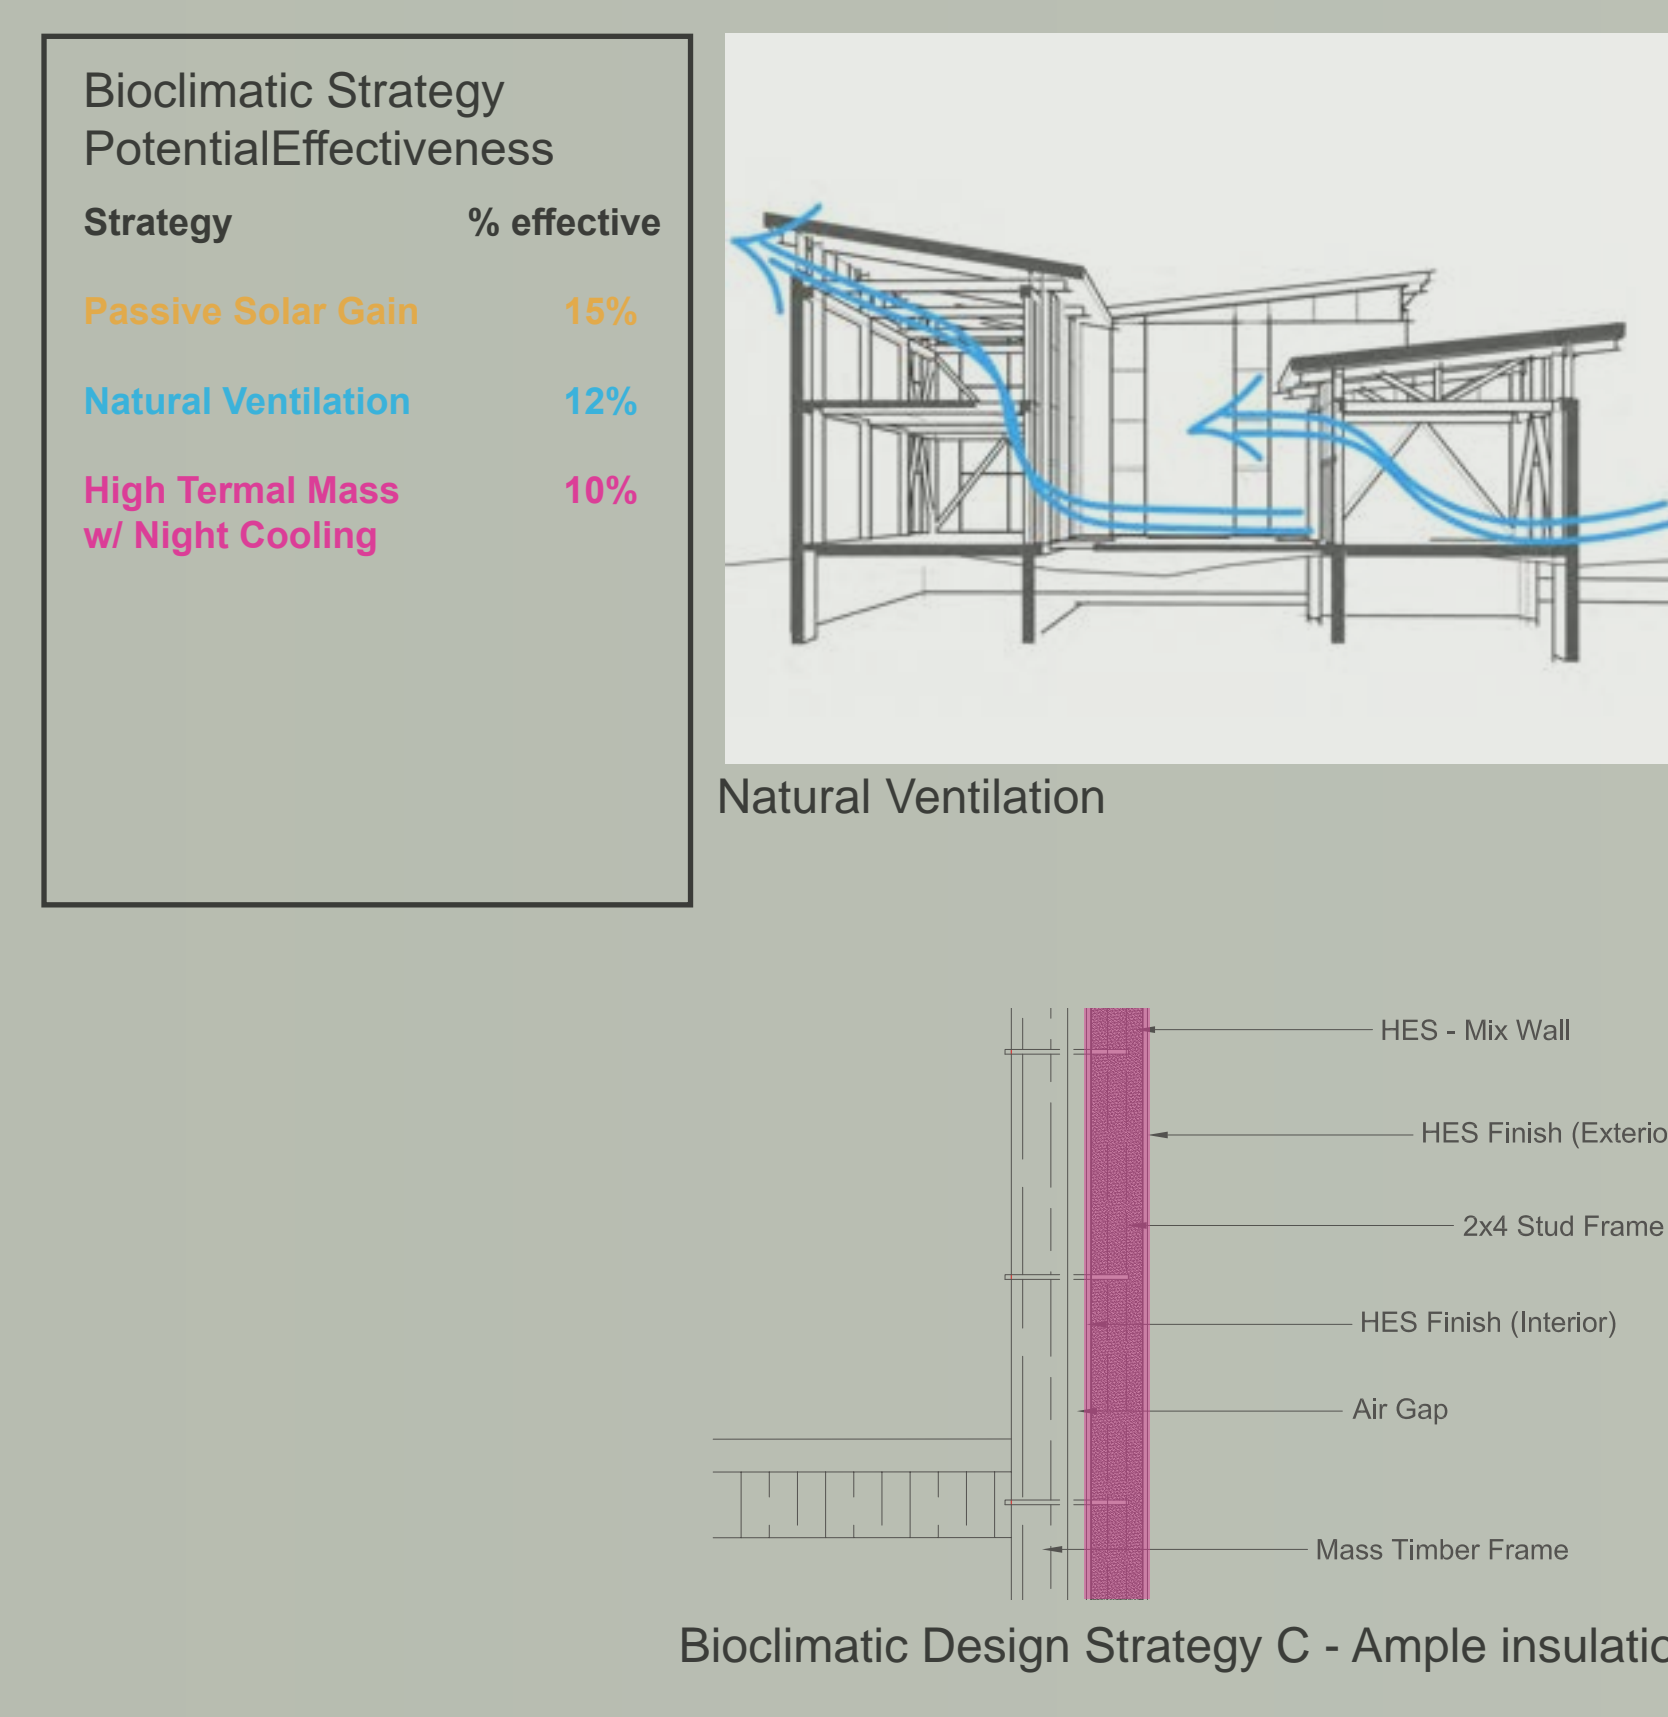 Bioclimatic Strategy
PotentialEffectiveness
Strategy % effective
Passive Solar Gain 15%
Natural Ventilation 12%
High Termal Mass 10%
w/ Night Cooling
Natural Ventilation
HES - Mix Wall
HES Finish (Exterio
2x4 Stud Frame
HES Finish (Interior)
Air Gap
Mass Timber Frame
Bioclimatic Design Strategy C - Ample insulatio